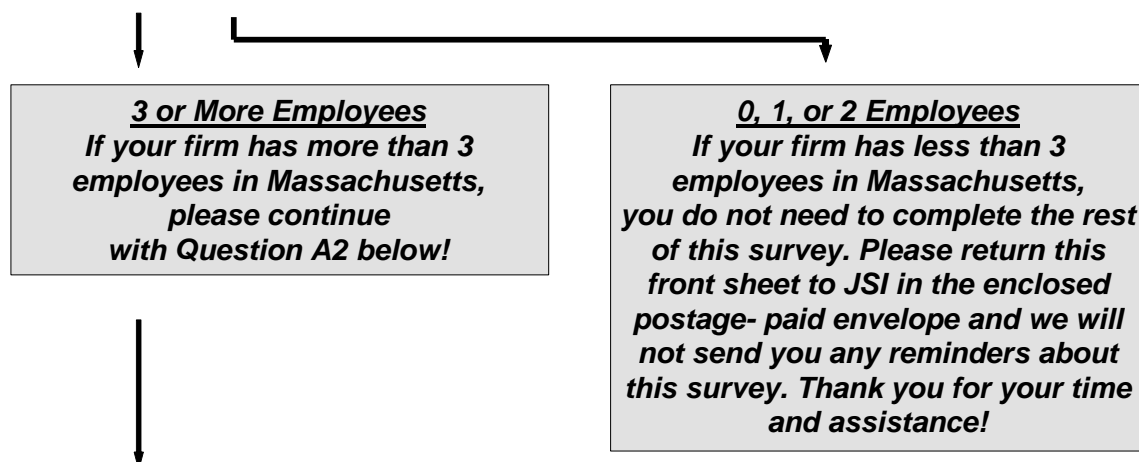 3 or More Employees
If your firm has more than 3
employees in Massachusetts,
please continue
with Question A2 below!
0, 1, or 2 Employees
If your firm has less than 3
employees in Massachusetts,
you do not need to complete the rest
of this survey. Please return this
front sheet to JSI in the enclosed
postage- paid envelope and we will
not send you any reminders about
this survey. Thank you for your time
and assistance!